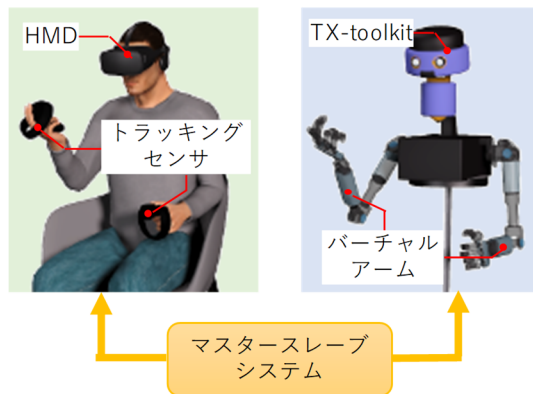 HMD
TX-toolkit
トラッキング
センサ
バーチャル
アーム
マスタースレーブ
システム